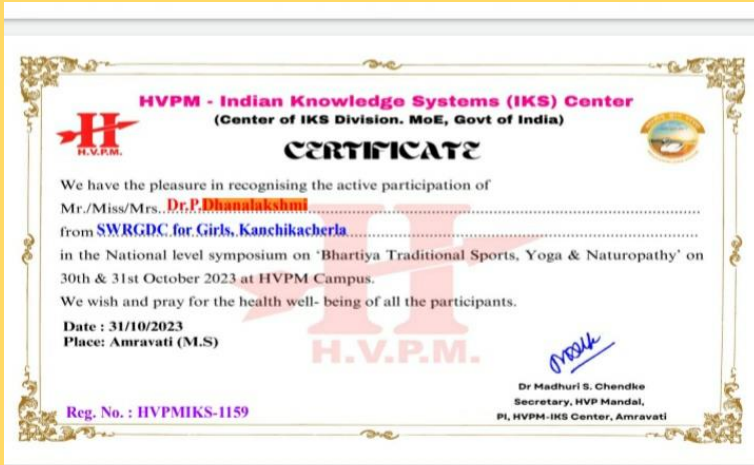 HVPM - Indian Knowledge Systems (IKS) Center
(Center of IKS Division. MoE, Govt of India)
H.V.P.M.
CERTIFICATE
We have the pleasure in recognising the active participation of
Mr./Miss/Mrs..Dr.P.Dhanalakshmi
from SWRGDC for Girls, Kanchikacherla
in the National level symposium on 'Bhartiya Traditional Sports, Yoga & Naturopathy' on
30th & 31st October 2023 at HVPM Campus.
We wish and pray for the health well- being of all the participants.
Date : 31/10/2023
Place: Amravati (M.S)
H.V.P.M.
Dr Madhuri S. Chendke
Secretary, HVP Mandal,
PI, HVPM-IKS Center, Amravati
Reg. No. : HVPMIKS-1159